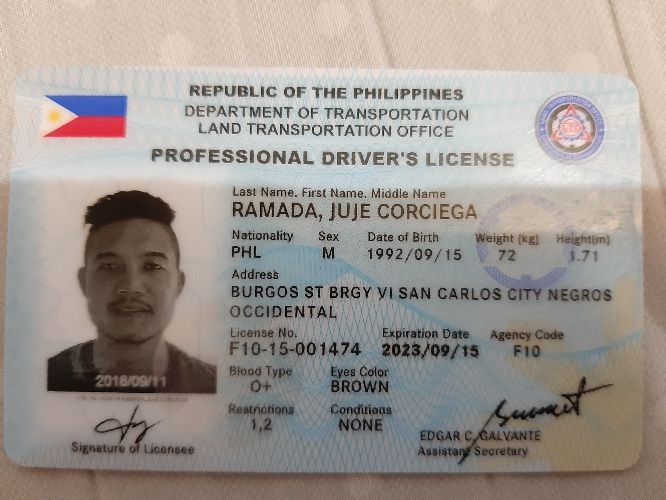 REPUBLIC OF THE PHILIPPINES
DEPARTMENT OF TRANSPORTATION
LAND TRANSPORTATION OFFICE
PROFESSIONAL DRIVER'S LICENSE
LTO
Last Name, First Name, Middle Name
RAMADA, JUJE CORCIEGA
Nationality Sex Date of Birth Weight (kg) Height(m)
PHL M 1992/09/15 72 1.71
Address
BURGOS ST BRGY VI SAN CARLOS CITY NEGROS
OCCIDENTAL
License No. Expiration Date Agency Code
F10-15-001474 2023/09/15 F10
Blood Type Eyes Color
O+ BROWN
Restrictions Conditions
1,2 NONE
2018/09/11
Signature of Licensee
EDGAR C. GALVANTE
Assistant Secretary